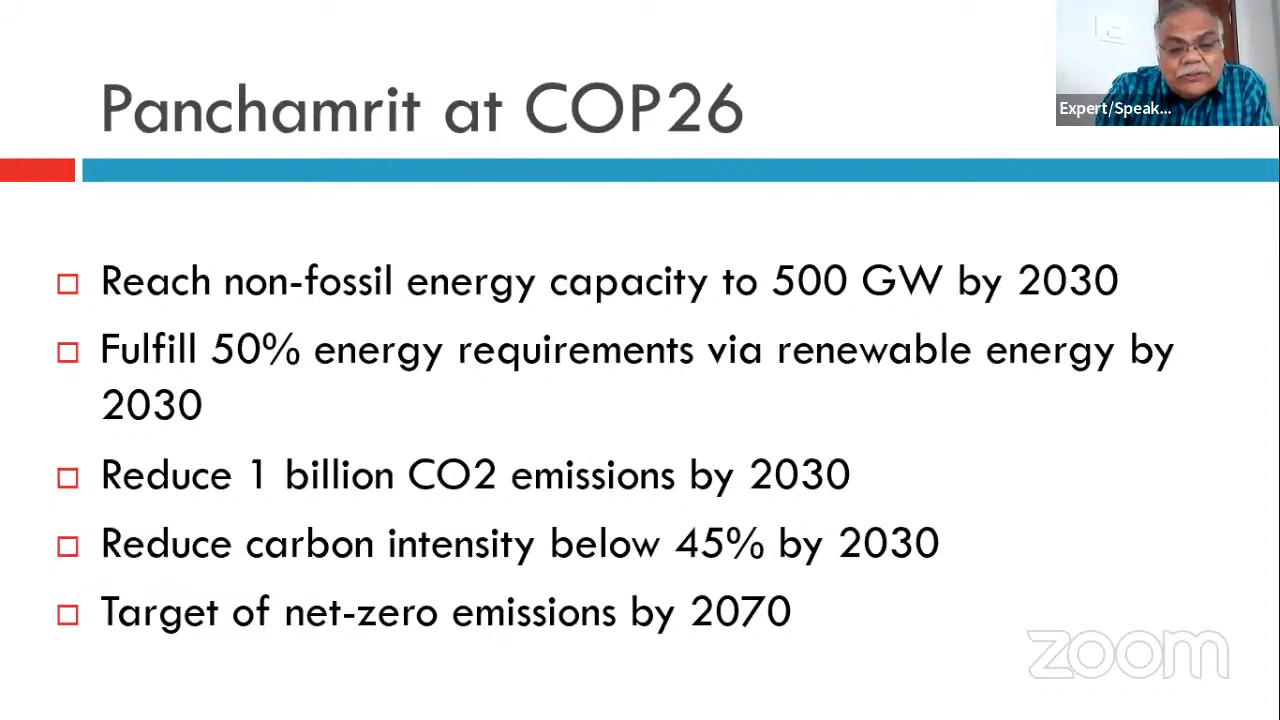 Panchamrit at COP26
Expert/Speak...
Reach non-fossil energy capacity to 500 GW by 2030
Fulfill 50% energy requirements via renewable energy by
2030
Reduce 1 billion CO2 emissions by 2030
Reduce carbon intensity below 45% by 2030
Target of net-zero emissions by 2070
zoom